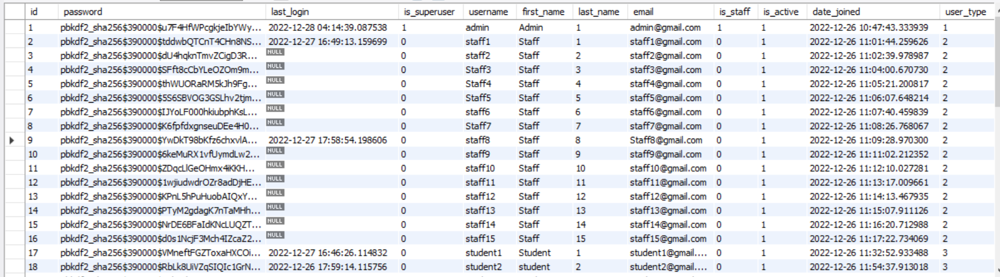 id password last_login is_superuser username first_name last_name email is_staff is_active date_joined user_type
1 pbkdf2_sha256$390000$u7F4HfWPcgkjeIbYWy... 2022-12-28 04:14:39.087538 1 admin Admin 1 admin@gmail.com 1 1 2022-12-26 10:47:43.333939 1
2 pbkdf2_sha256$390000$tddwbQTCnT4CHn8NS... 2022-12-27 16:49:13.159699 0 staff1 Staff 1 staff1@gmail.com 0 1 2022-12-26 11:01:44.259626 2
3 pbkdf2_sha256$390000$dU4hqknTmvZCigD3R... NULL 0 staff2 Staff 2 staff2@gmail.com 0 1 2022-12-26 11:02:39.978987 2
4 pbkdf2_sha256$390000$SFft8cCbYLeOZOm9m... NULL 0 Staff3 Staff 3 staff3@gmail.com 0 1 2022-12-26 11:04:00.670730 2
5 pbkdf2_sha256$390000$thWUORaRM5kJh9Fg... NULL 0 Staff4 Staff 4 staff4@gmail.com 0 1 2022-12-26 11:05:21.200817 2
6 pbkdf2_sha256$390000$5S6SBVOG3GSLhv2tjm... NULL 0 Staff5 Staff 5 staff5@gmail.com 0 1 2022-12-26 11:06:07.648214 2
7 pbkdf2_sha256$390000$IJYoLF000hkiubphKsL... NULL 0 staff6 Staff 6 staff6@gmail.com 0 1 2022-12-26 11:07:40.459839 2
8 pbkdf2_sha256$390000$K6fpfdxgnseuDEe4H0... NULL 0 Staff7 Staff 7 staff7@gmail.com 0 1 2022-12-26 11:08:26.768067 2
9 pbkdf2_sha256$390000$YwDkT98bKfz6chxvlA... 2022-12-27 17:58:54.198606 0 staff8 Staff 8 Staff8@gmail.com 0 1 2022-12-26 11:09:28.970300 2
10 pbkdf2_sha256$390000$6keMuRX1vfUymdLw2... NULL 0 staff9 Staff 9 staff9@gmail.com 0 1 2022-12-26 11:11:02.212352 2
11 pbkdf2_sha256$390000$ZDqcLlGeOHmx4iKKH... NULL 0 staff10 Staff 10 staff10@gmail.com 0 1 2022-12-26 11:12:10.027281 2
12 pbkdf2_sha256$390000$1wjiudwdrOZr8adDjHE... NULL 0 staff11 Staff 11 staff11@gmail.com 0 1 2022-12-26 11:13:17.009661 2
13 pbkdf2_sha256$390000$KPnL5hPuHuobAIQxY... NULL 0 staff12 Staff 12 staff12@gmail.com 0 1 2022-12-26 11:14:13.467935 2
14 pbkdf2_sha256$390000$PTyM2gdagK7nTaMHh... NULL 0 staff13 Staff 13 staff13@gmail.com 0 1 2022-12-26 11:15:07.911126 2
15 pbkdf2_sha256$390000$NrDE6BFaIdKNcLUQZT... NULL 0 staff14 Staff 14 staff14@gmail.com 0 1 2022-12-26 11:16:20.712988 2
16 pbkdf2_sha256$390000$d0s1NcjF3Mch4IZcaZ2... NULL 0 staff15 Staff 15 staff15@gmail.com 0 1 2022-12-26 11:17:22.734069 2
17 pbkdf2_sha256$390000$VMneftFGZToxaHXCOi... 2022-12-27 16:46:26.114832 0 student1 Student 1 student1@gmail.... 0 1 2022-12-26 11:32:52.933488 3
18 pbkdf2_sha256$390000$RbLk8UiVZqSIQIc1GrN... 2022-12-26 17:59:14.115756 0 student2 student 2 student2@gmail.... 0 1 2022-12-26 11:54:37.913018 3